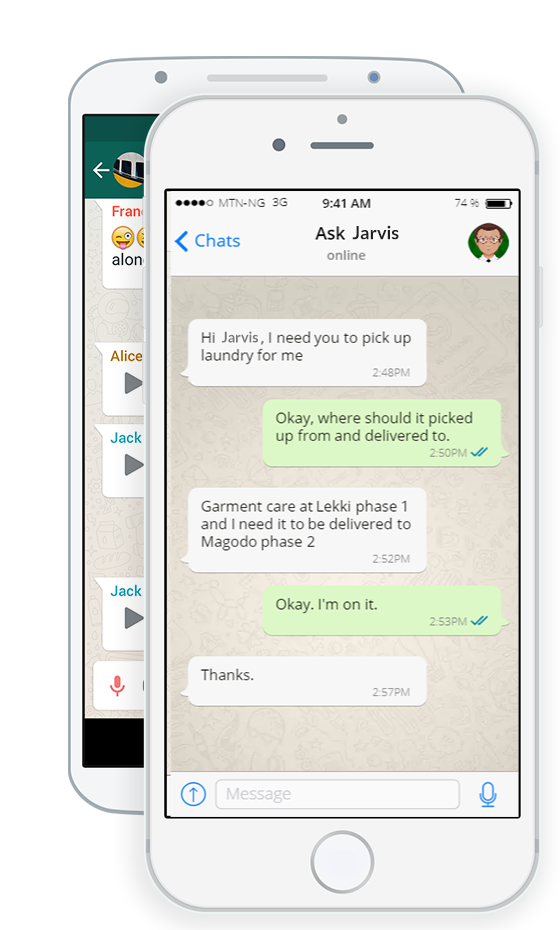 MTN-NG 3G 9:41 AM 74 %
Chats
Ask Jarvis
online
Hi Jarvis, I need you to pick up
laundry for me
2:48PM
Okay, where should it picked
up from and delivered to.
2:50PM
Garment care at Lekki phase 1
and I need it to be delivered to
Magodo phase 2
2:52PM
Okay. I'm on it.
2:53PM
Thanks.
2:57PM
Message
Alice
Jack
Jack